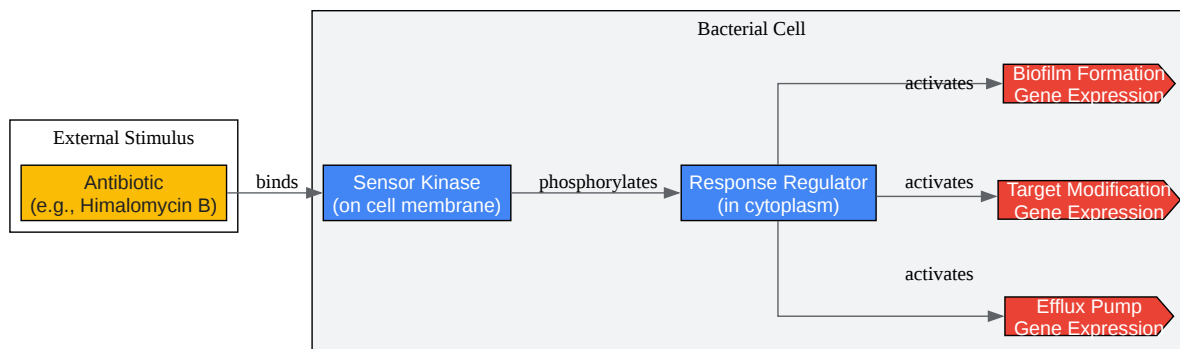 Bacterial Cell
External Stimulus
Antibiotic
(e.g., Himalomycin B)
binds
Sensor Kinase
(on cell membrane)
phosphorylates
Response Regulator
(in cytoplasm)
activates
Biofilm Formation
Gene Expression
activates
Target Modification
Gene Expression
activates
Efflux Pump
Gene Expression